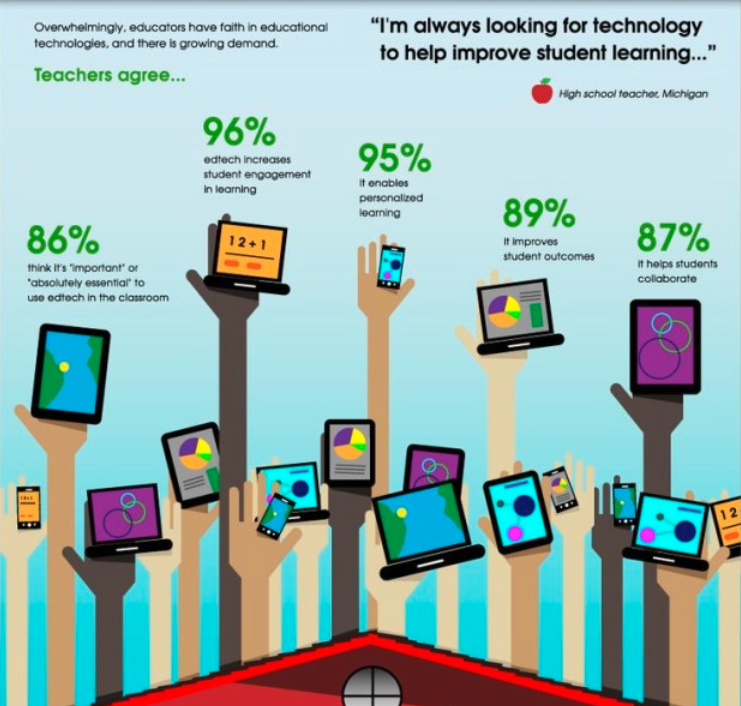 Overwhelmingly, educators have faith in educational
technologies, and there is growing demand.
Teachers agree...
"I'm always looking for technology
to help improve student learning..."
High school teacher, Michigan
96%
edtech increases
student engagement
in learning
95%
It enables
personalized
learning
89%
It improves
student outcomes
87%
It helps students
collaborate
86%
think it's "important" or
"absolutely essential" to
use edtech in the classroom
12+1
12+1
12